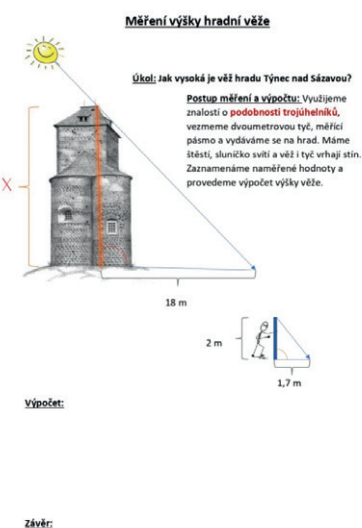 Měření výšky hradní věže
Úkol: Jak vysoká je věž hradu Týnec nad Sázavou?
Postup měření a výpočtu: Využijeme
znalostí o podobnosti trojúhelníků,
vezmeme dvoumetrovou tyč, měřící
pásmo a vydáváme se na hrad. Máme
štěstí, sluníčko svítí a věž i tyč vrhají stín.
Zaznamenáme naměřené hodnoty a
provedeme výpočet výšky věže.
X
18 m
2 m
1,7 m
Výpočet:
Závěr: